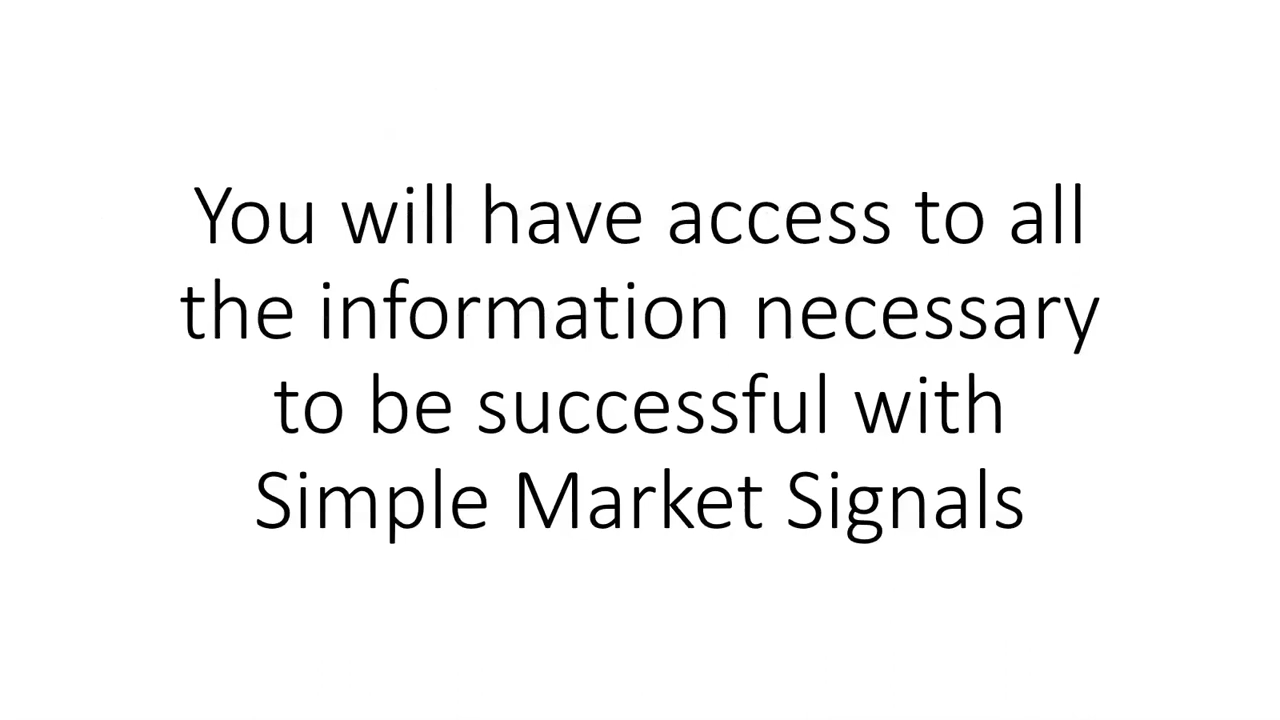 You will have access to all
the information necessary
to be successful with
Simple Market Signals